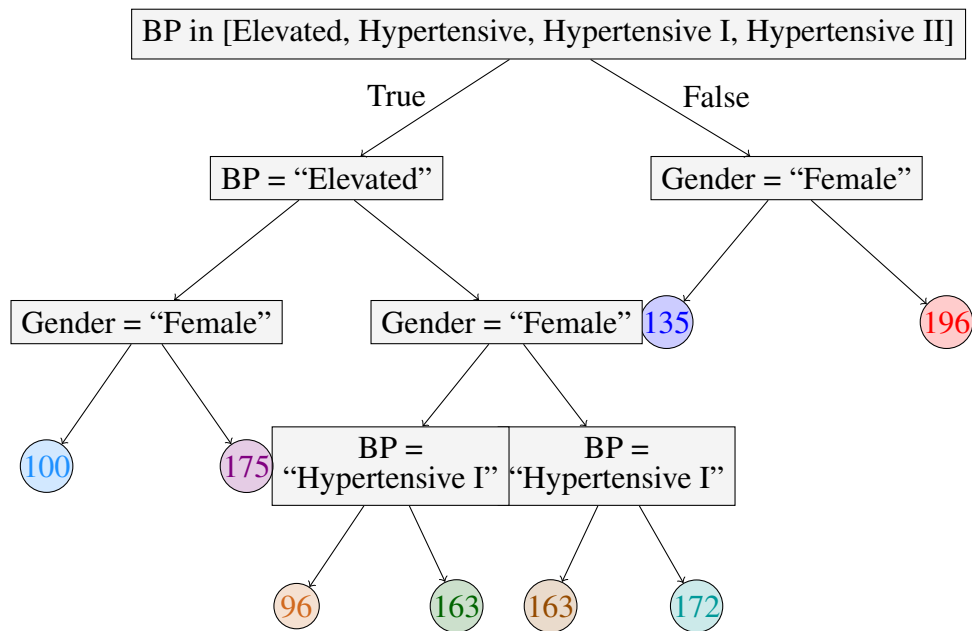 BP in [Elevated, Hypertensive, Hypertensive I, Hypertensive II]
True
False
BP = “Elevated”
Gender = “Female”
Gender = “Female”
Gender = “Female”
135
196
100
175
BP =
“Hypertensive I”
BP =
“Hypertensive I”
96
163
163
172